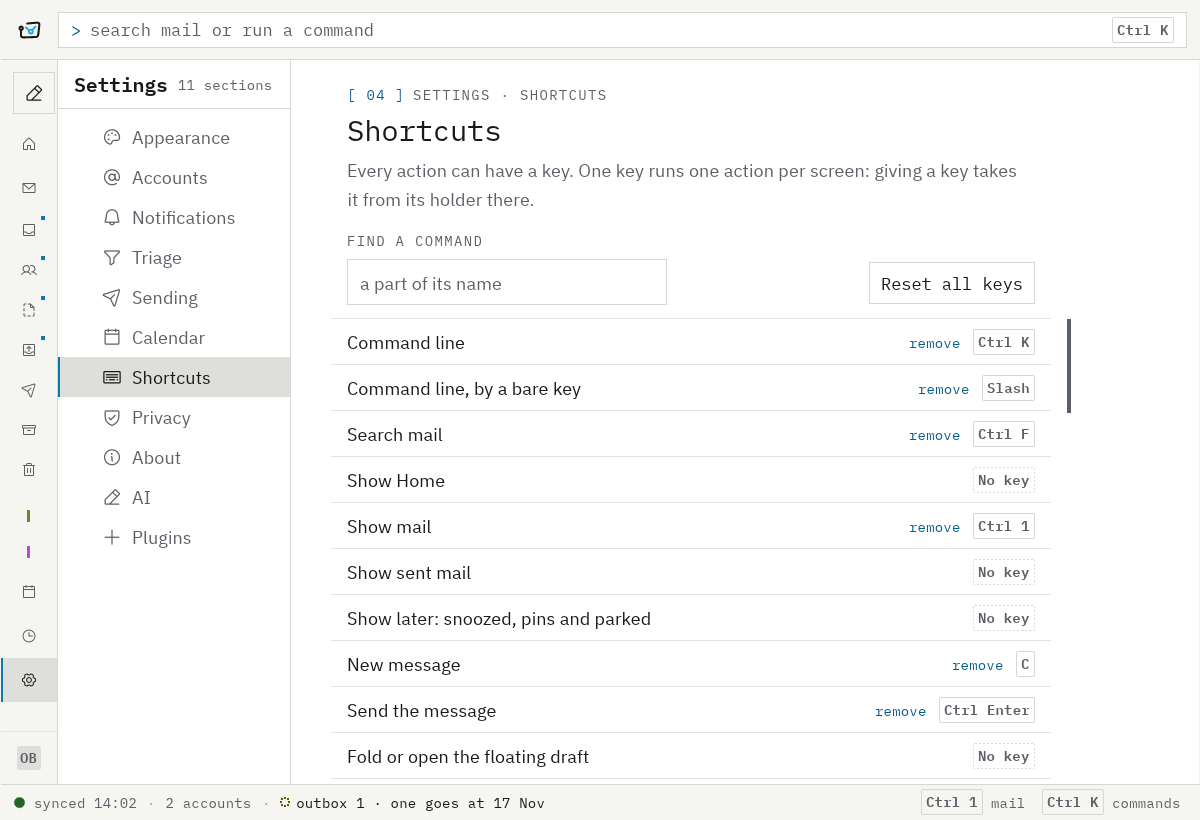 > search mail or run a command Ctrl K
Settings 11 sections
Appearance
Accounts
Notifications
Triage
Sending
Calendar
Shortcuts
Privacy
About
AI
Plugins
OB
[ 04 ] SETTINGS · SHORTCUTS
Shortcuts
Every action can have a key. One key runs one action per screen: giving a key takes
it from its holder there.
FIND A COMMAND
a part of its name
Reset all keys
Command line remove Ctrl K
Command line, by a bare key remove Slash
Search mail remove Ctrl F
Show Home No key
Show mail remove Ctrl 1
Show sent mail No key
Show later: snoozed, pins and parked No key
New message remove C
Send the message remove Ctrl Enter
Fold or open the floating draft No key
synced 14:02 · 2 accounts · outbox 1 · one goes at 17 Nov
Ctrl 1 mail Ctrl K commands